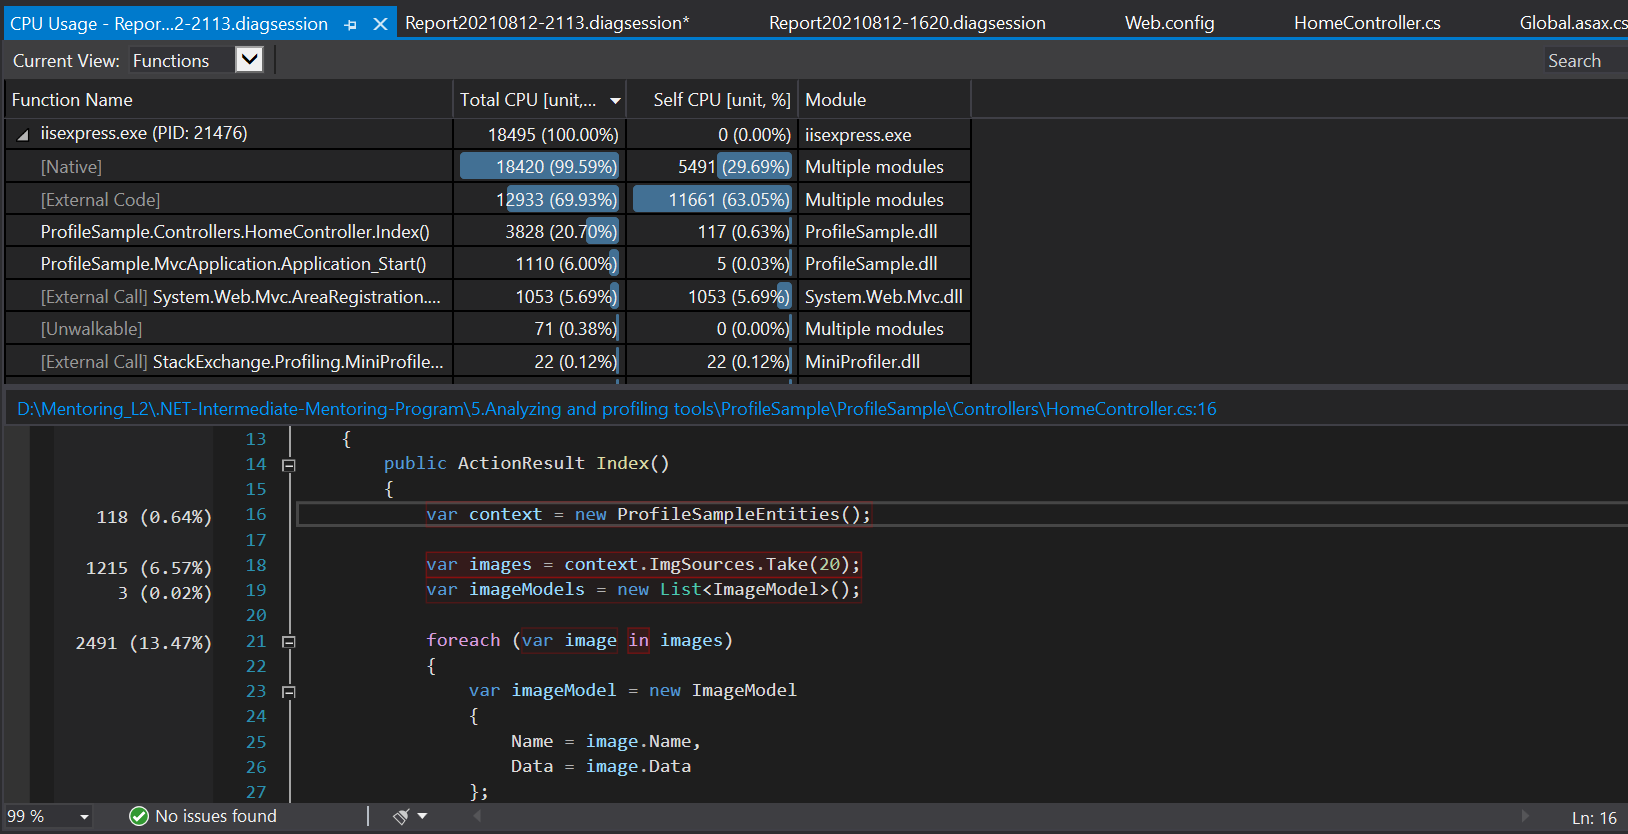 CPU Usage - Repor...2-2113.diagsession Report20210812-2113.diagsession* Report20210812-1620.diagsession Web.config HomeController.cs Global.asax.cs
Current View: Functions Search
Function Name Total CPU [unit,... Self CPU [unit, %] Module
iisexpress.exe (PID: 21476) 18495 (100.00%) 0 (0.00%) iisexpress.exe
[Native] 18420 (99.59%) 5491 (29.69%) Multiple modules
[External Code] 12933 (69.93%) 11661 (63.05%) Multiple modules
ProfileSample.Controllers.HomeController.Index() 3828 (20.70%) 117 (0.63%) ProfileSample.dll
ProfileSample.MvcApplication.Application_Start() 1110 (6.00%) 5 (0.03%) ProfileSample.dll
[External Call] System.Web.Mvc.AreaRegistration.... 1053 (5.69%) 1053 (5.69%) System.Web.Mvc.dll
[Unwalkable] 71 (0.38%) 0 (0.00%) Multiple modules
[External Call] StackExchange.Profiling.MiniProfile... 22 (0.12%) 22 (0.12%) MiniProfiler.dll
D:\Mentoring_L2\.NET-Intermediate-Mentoring-Program\5.Analyzing and profiling tools\ProfileSample\ProfileSample\Controllers\HomeController.cs:16
13 {
14 public ActionResult Index()
15 {
118 (0.64%) 16 var context = new ProfileSampleEntities();
17
1215 (6.57%) 18 var images = context.ImgSources.Take(20);
3 (0.02%) 19 var imageModels = new List<ImageModel>();
20
2491 (13.47%) 21 foreach (var image in images)
22 {
23 var imageModel = new ImageModel
24 {
25 Name = image.Name,
26 Data = image.Data
27 };
99 % No issues found Ln: 16